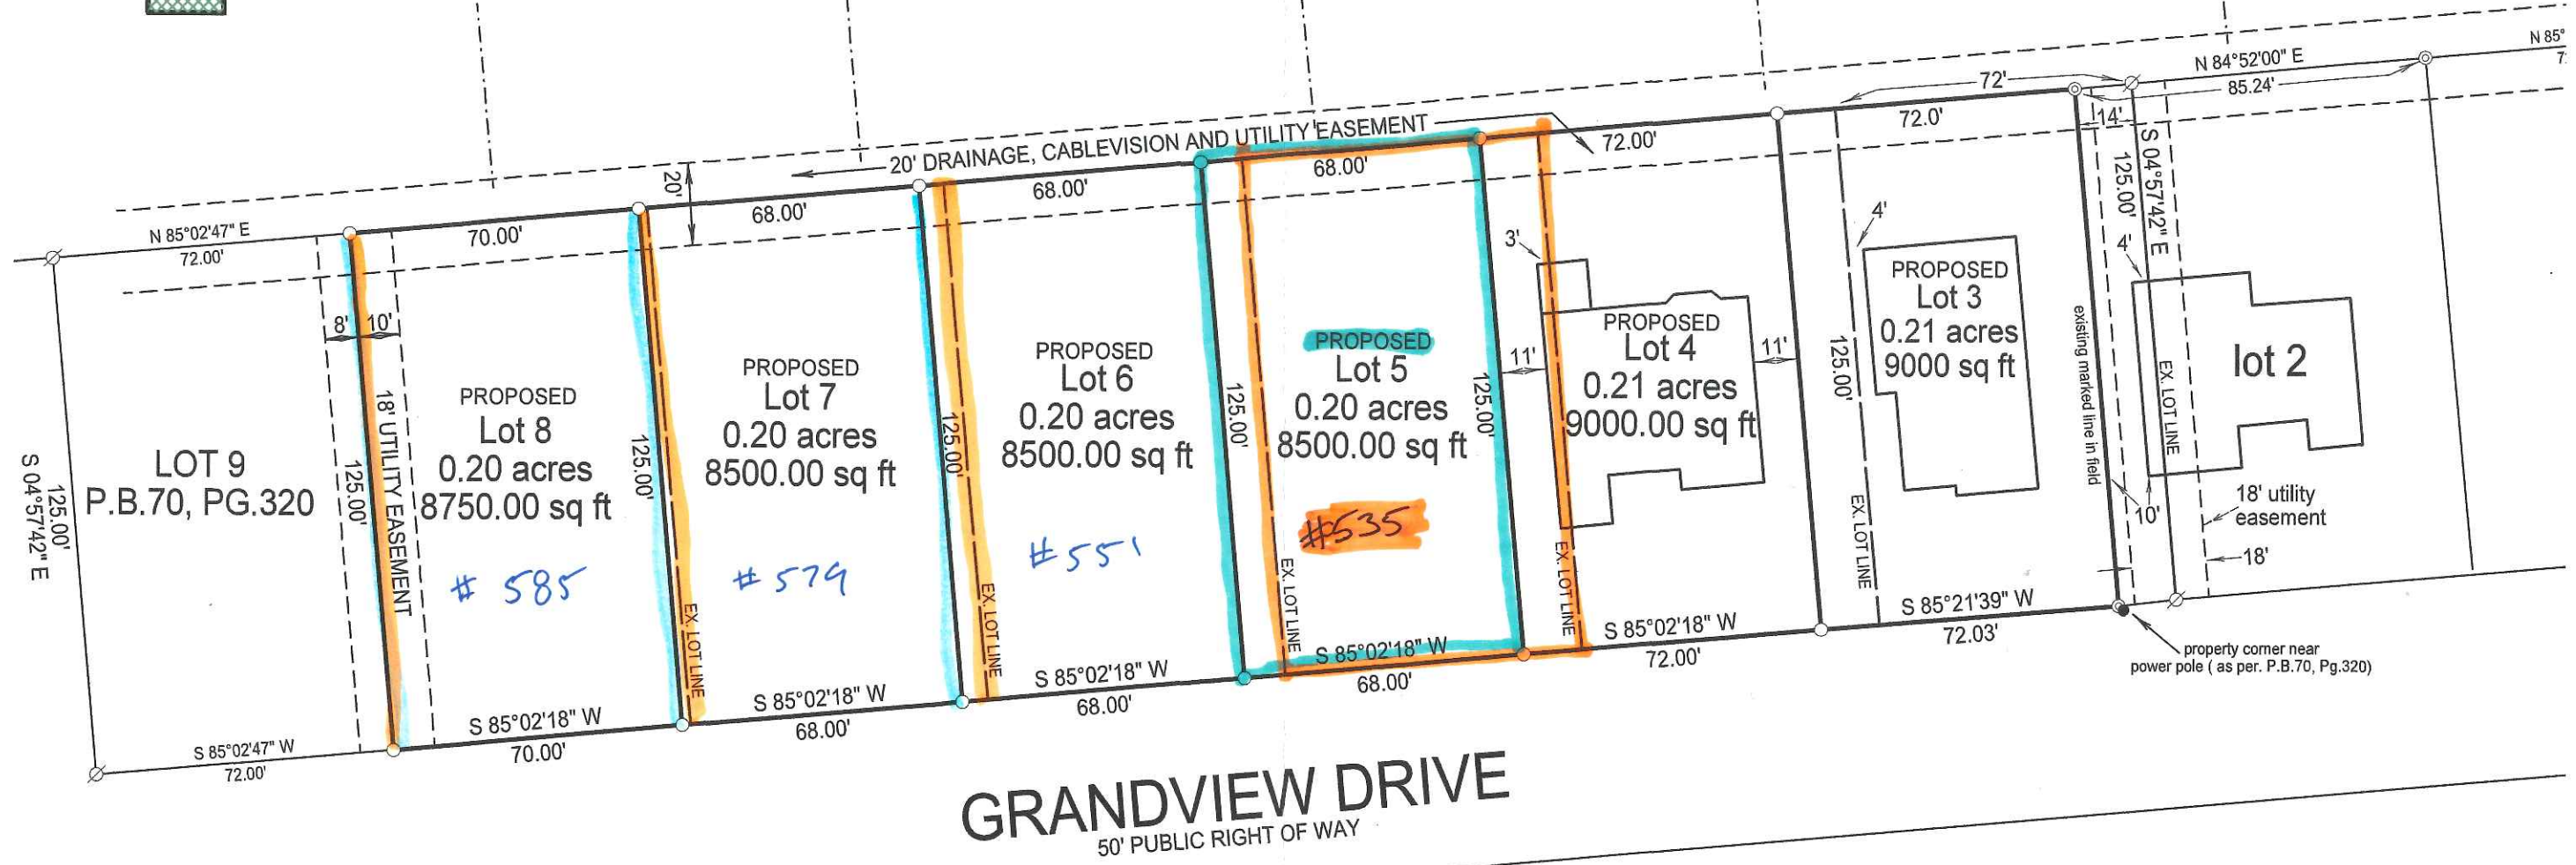 N 85°
7
N 84°52'00" E
85.24'
72'
72.0'
14'
S 04°57'42" E
125.00'
20' DRAINAGE, CABLEVISION AND UTILITY EASEMENT
72.00'
68.00'
68.00'
68.00'
20'
70.00'
N 85°02'47" E
72.00'
S 04°57'42" E
125.00'
LOT 9
P.B.70, PG.320
8'
10'
125.00'
18' UTILITY EASEMENT
PROPOSED
Lot 8
0.20 acres
8750.00 sq ft
# 585
125.00'
EX. LOT LINE
PROPOSED
Lot 7
0.20 acres
8500.00 sq ft
# 579
125.00'
EX. LOT LINE
PROPOSED
Lot 6
0.20 acres
8500.00 sq ft
# 551
125.00'
EX. LOT LINE
PROPOSED
Lot 5
0.20 acres
8500.00 sq ft
#535
125.00'
11'
3'
EX. LOT LINE
PROPOSED
Lot 4
0.21 acres
9000.00 sq ft
11'
125.00'
4'
EX. LOT LINE
PROPOSED
Lot 3
0.21 acres
9000 sq ft
existing marked line in field
4'
10'
EX. LOT LINE
lot 2
18' utility
easement
18'
S 85°02'47" W
72.00'
S 85°02'18" W
70.00'
S 85°02'18" W
68.00'
S 85°02'18" W
68.00'
S 85°02'18" W
68.00'
S 85°02'18" W
72.00'
S 85°21'39" W
72.03'
property corner near
power pole ( as per. P.B.70, Pg.320)
GRANDVIEW DRIVE
50' PUBLIC RIGHT OF WAY